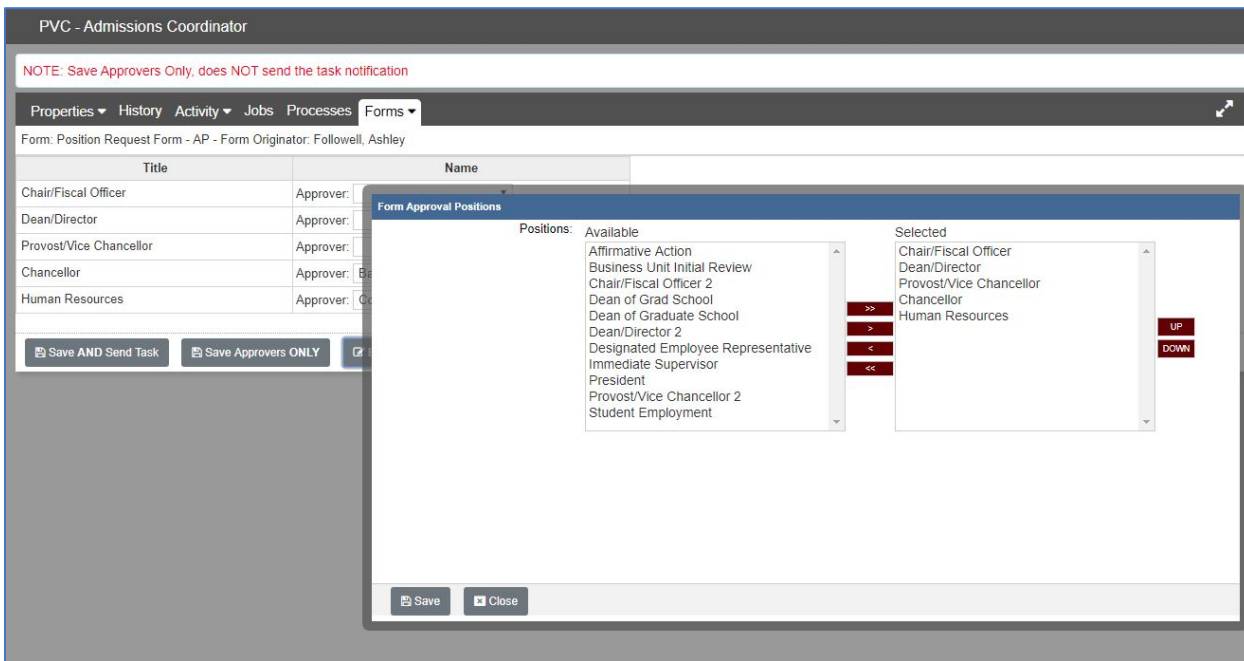 PVC - Admissions Coordinator
NOTE: Save Approvers Only, does NOT send the task notification
Properties History Activity Jobs Processes Forms
Form: Position Request Form - AP - Form Originator: Followell, Ashley
Title Name
Chair/Fiscal Officer Approver:
Dean/Director Approver:
Provost/Vice Chancellor Approver:
Chancellor Approver: Ba
Human Resources Approver: Co
Save AND Send Task Save Approvers ONLY
Form Approval Positions
Positions: Available Selected
Affirmative Action
Business Unit Initial Review
Chair/Fiscal Officer 2
Dean of Grad School
Dean of Graduate School
Dean/Director 2
Designated Employee Representative
Immediate Supervisor
President
Provost/Vice Chancellor 2
Student Employment
>>
>
<
<<
Chair/Fiscal Officer
Dean/Director
Provost/Vice Chancellor
Chancellor
Human Resources
UP
DOWN
Save Close